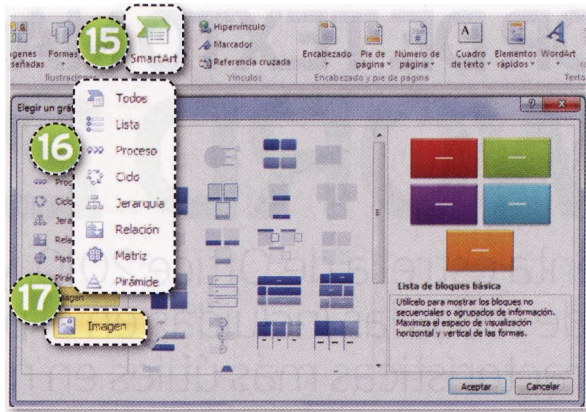 15
SmartArt
Formas
Ilustraciones
Hipervínculo
Marcador
Referencia cruzada
Vínculos
Encabezado
Pie de página
Número de página
Encabezado y pie de página
A
Cuadro de texto
Elementos rápidos
WordArt
Texto
Elegir un grá
16
Todos
Lista
Proceso
Ciclo
Jerarquía
Relación
Matriz
Pirámide
17
Imagen
Lista de bloques básica
Utilícelo para mostrar los bloques no
secuenciales o agrupados de información.
Maximiza el espacio de visualización
horizontal y vertical de las formas.
Aceptar
Cancelar